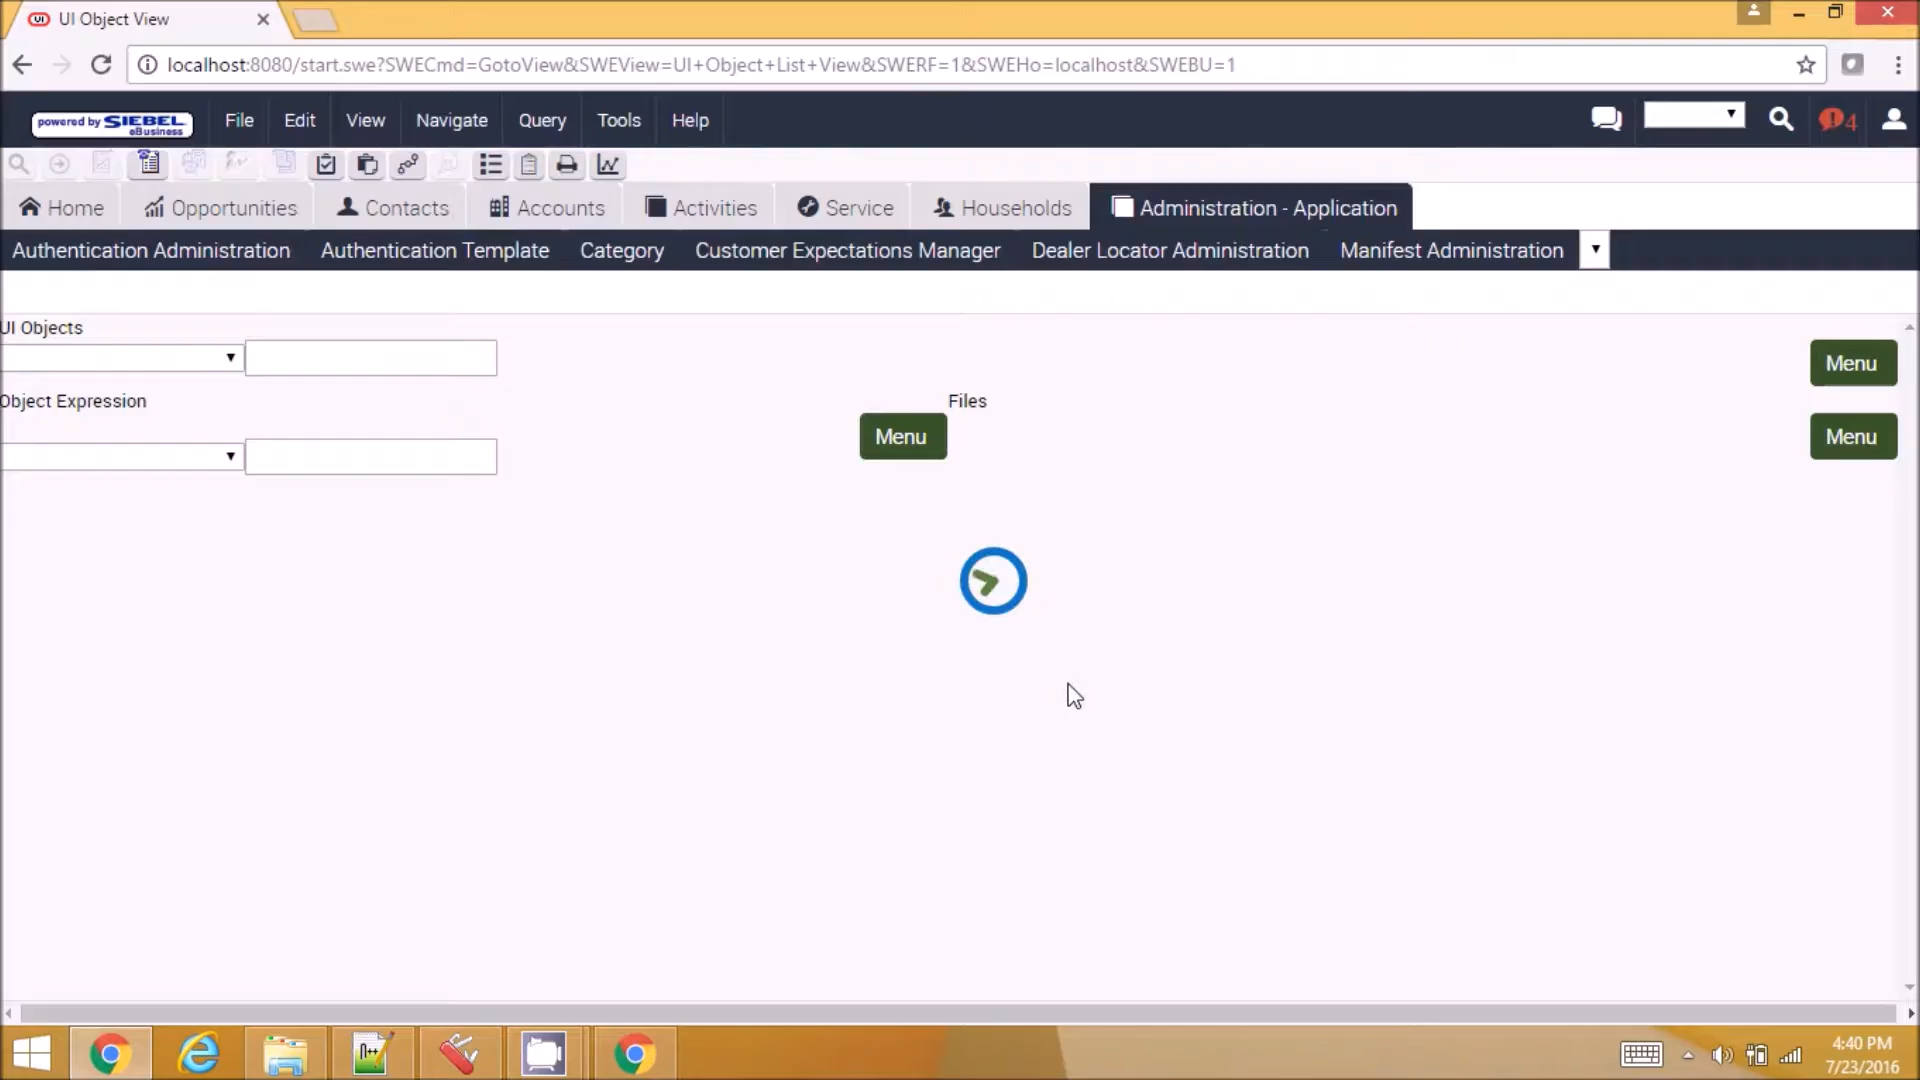 UI Object View
localhost:8080/start.swe?SWECmd=GotoView&SWEView=UI+Object+List+View&SWERF=1&SWEHo=localhost&SWEBU=1
powered by SIEBEL eBusiness
File Edit View Navigate Query Tools Help
4
Home Opportunities Contacts Accounts Activities Service Households Administration - Application
Authentication Administration Authentication Template Category Customer Expectations Manager Dealer Locator Administration Manifest Administration
UI Objects
Menu
Object Expression
Files
Menu
Menu
4:40 PM
7/23/2016